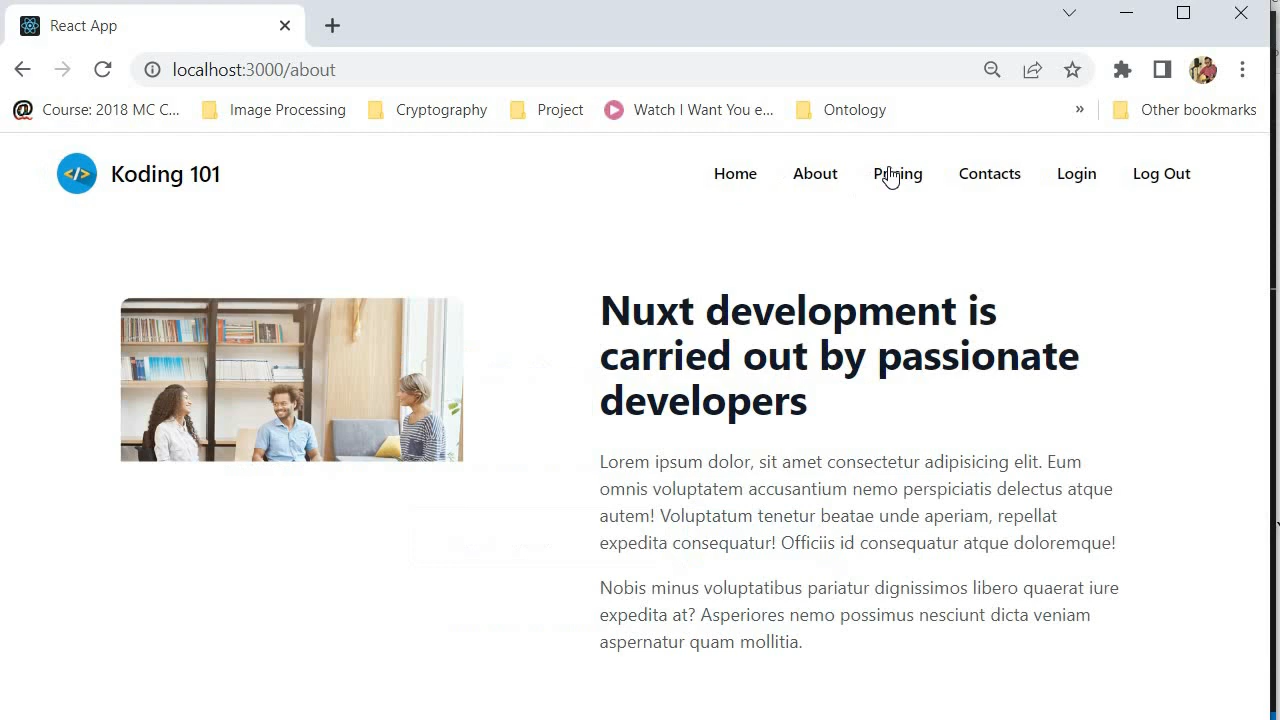 React App
localhost:3000/about
Course: 2018 MC C...
Image Processing
Cryptography
Project
Watch I Want You e...
Ontology
»
Other bookmarks
</>
Koding 101
Home
About
Pricing
Contacts
Login
Log Out
Nuxt development is
carried out by passionate
developers
Lorem ipsum dolor, sit amet consectetur adipisicing elit. Eum
omnis voluptatem accusantium nemo perspiciatis delectus atque
autem! Voluptatum tenetur beatae unde aperiam, repellat
expedita consequatur! Officiis id consequatur atque doloremque!
Nobis minus voluptatibus pariatur dignissimos libero quaerat iure
expedita at? Asperiores nemo possimus nesciunt dicta veniam
aspernatur quam mollitia.